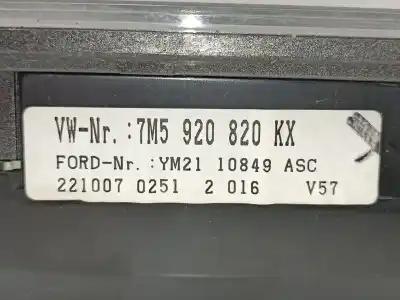 VW-Nr. :7M5 920 820 KX
FORD-Nr. :YM21 10849 ASC
221007 0251 2 016 V57